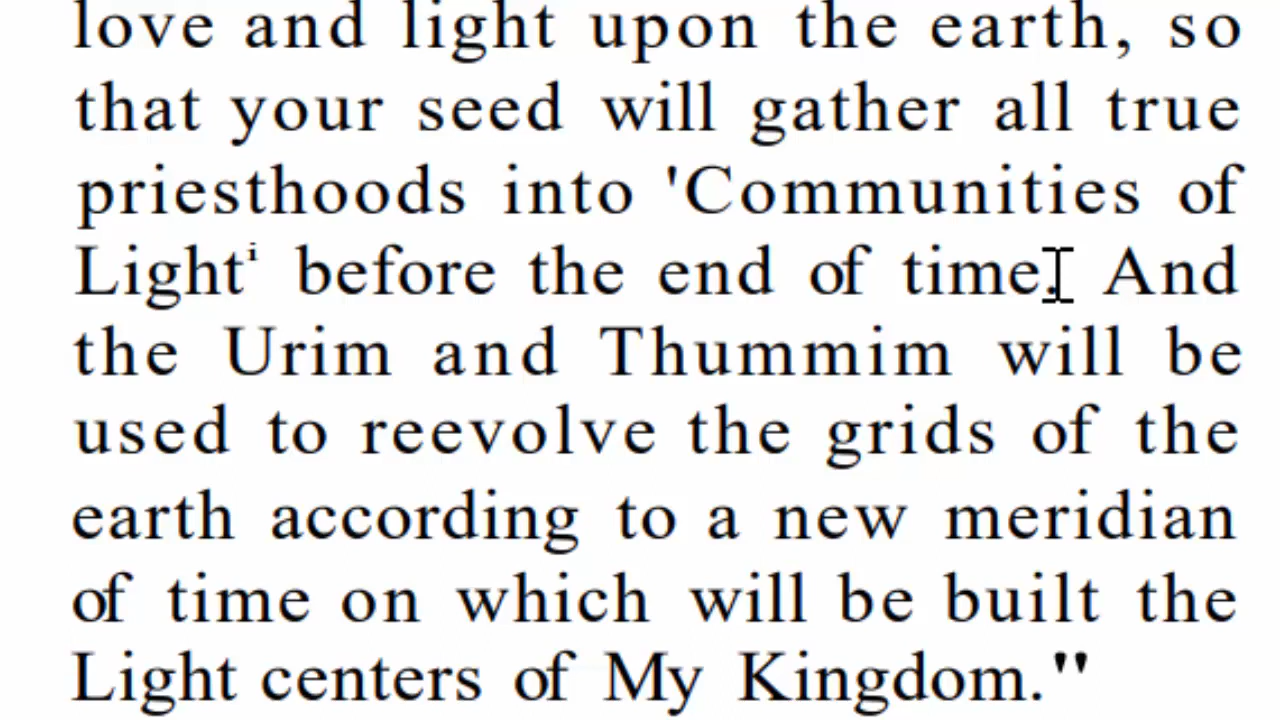 love and light upon the earth, so
that your seed will gather all true
priesthoods into 'Communities of
Light' before the end of time. And
the Urim and Thummim will be
used to reevolve the grids of the
earth according to a new meridian
of time on which will be built the
Light centers of My Kingdom."